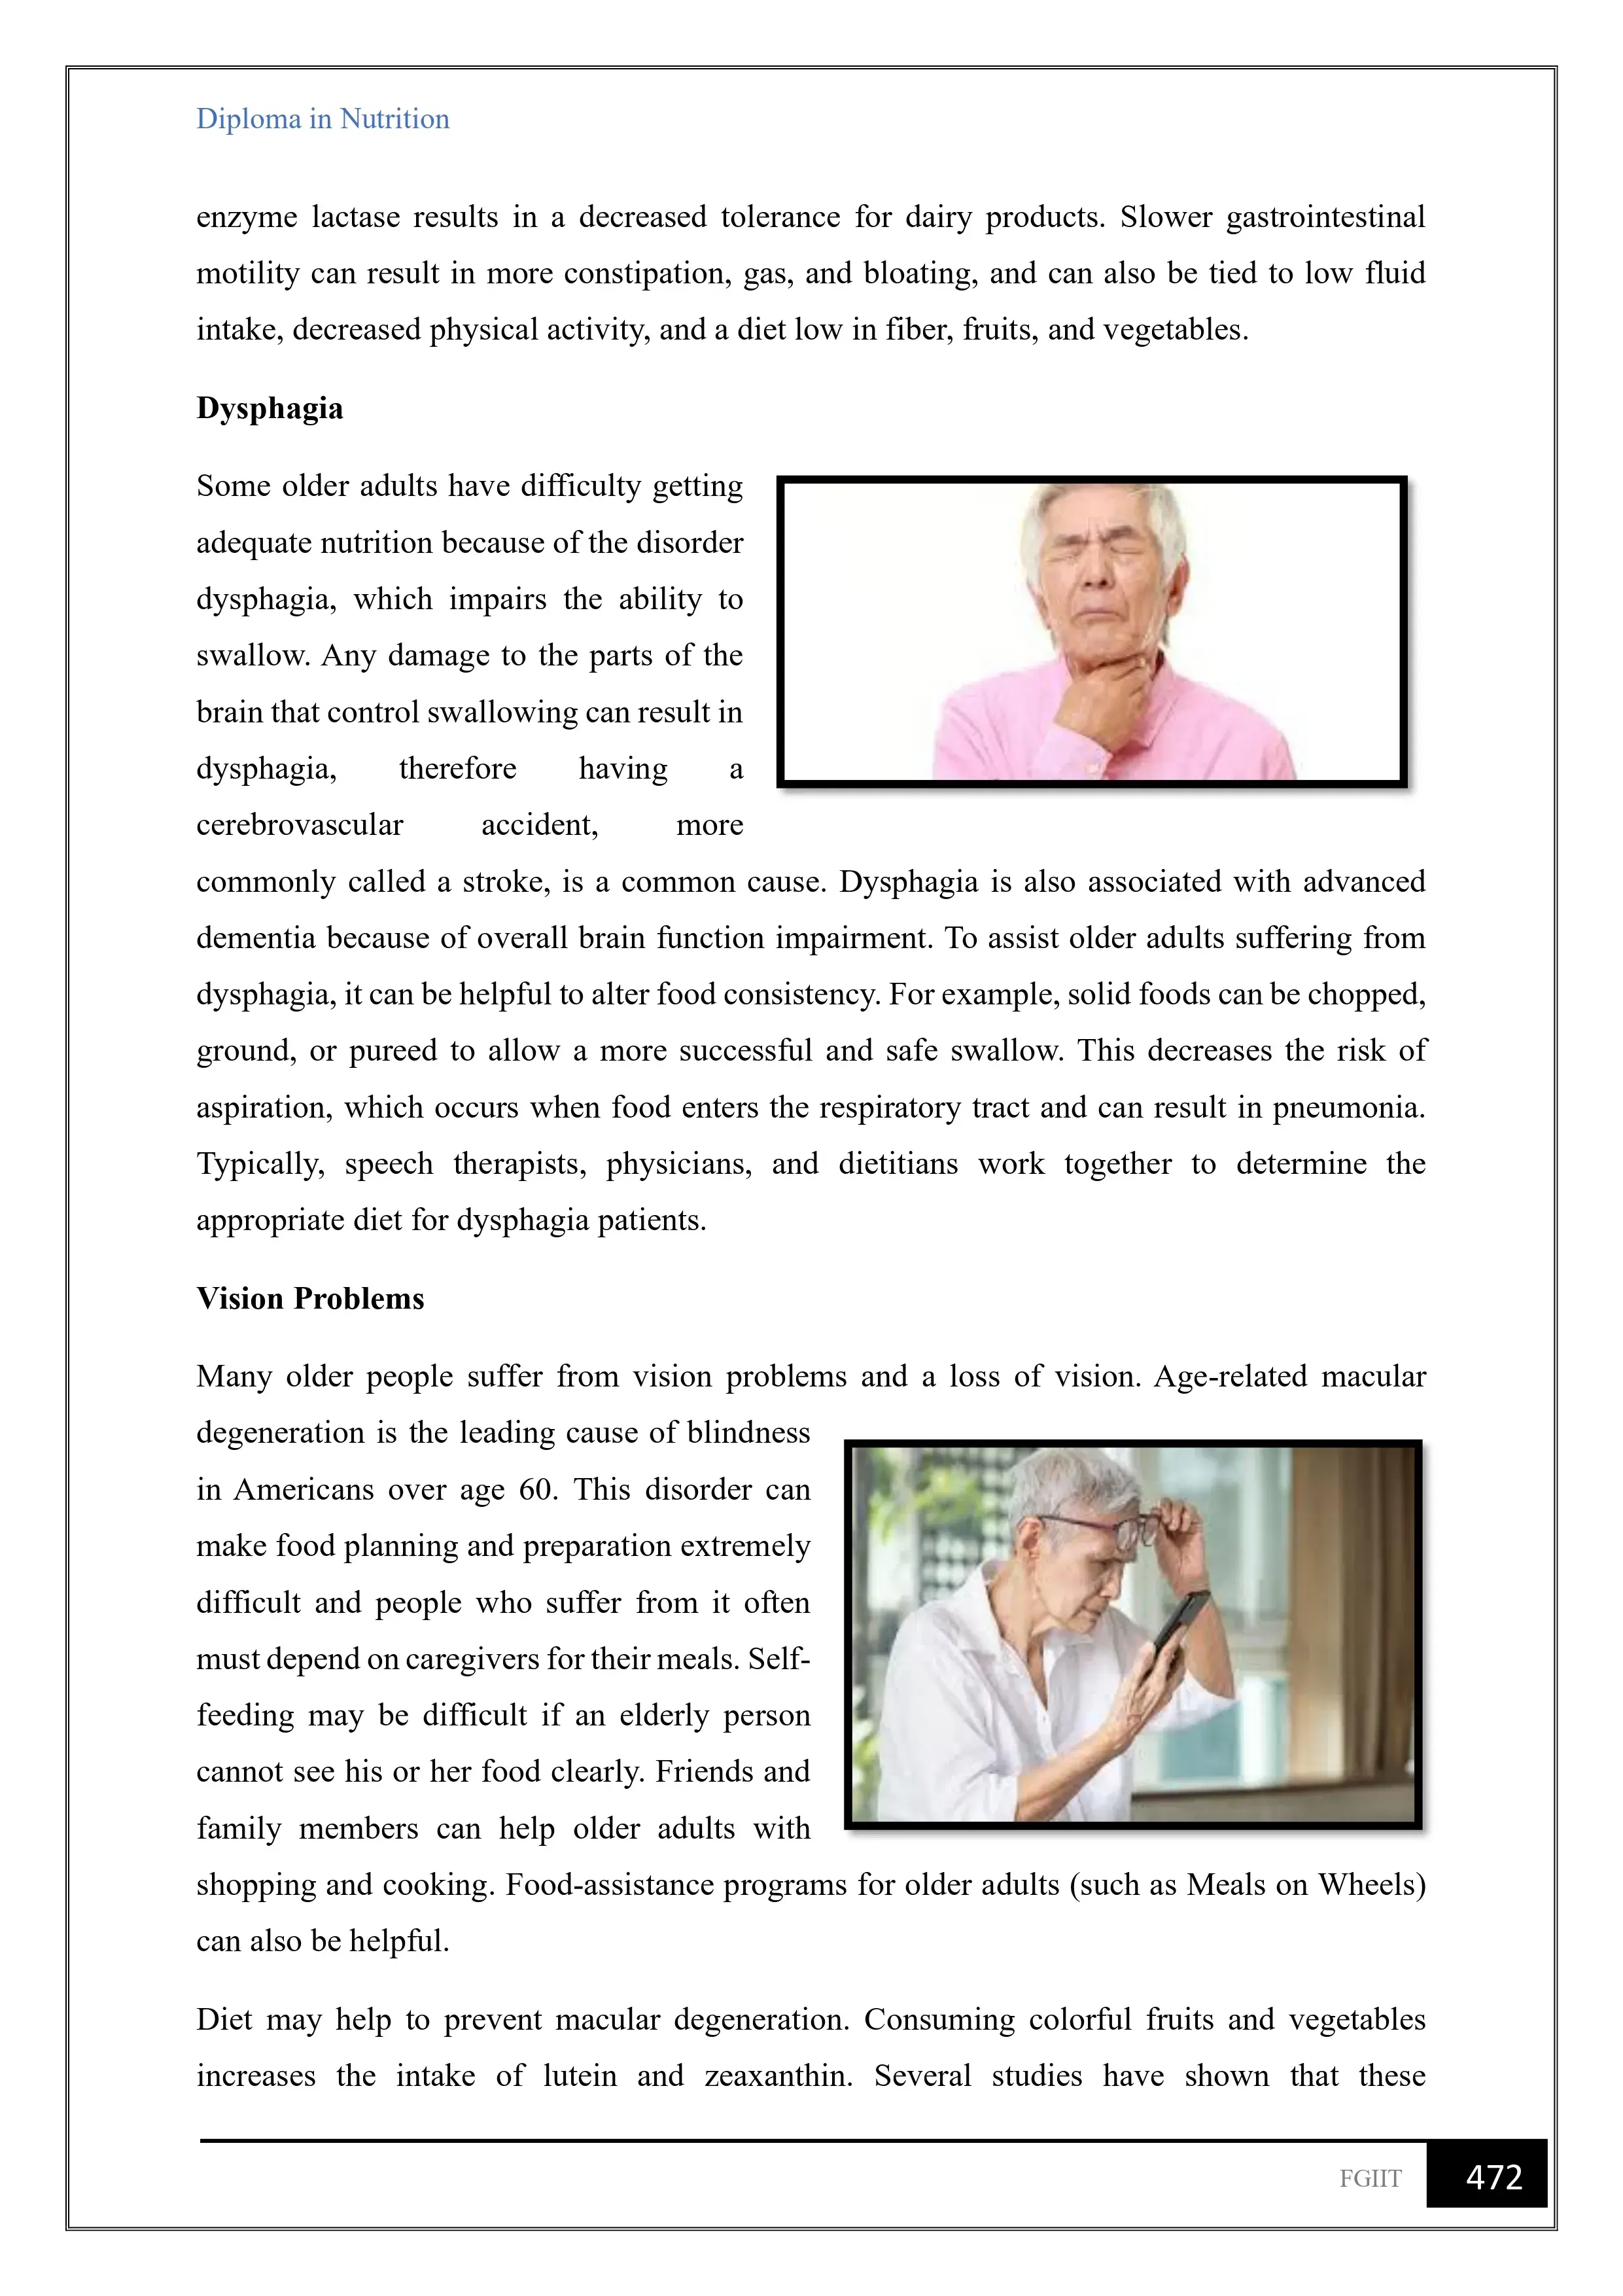 Diploma in Nutrition
enzyme lactase results in a decreased tolerance for dairy products. Slower gastrointestinal
motility can result in more constipation, gas, and bloating, and can also be tied to low fluid
intake, decreased physical activity, and a diet low in fiber, fruits, and vegetables.
Dysphagia
Some older adults have difficulty getting
adequate nutrition because of the disorder
dysphagia, which impairs the ability to
swallow. Any damage to the parts of the
brain that control swallowing can result in
dysphagia, therefore having a
cerebrovascular accident, more
commonly called a stroke, is a common cause. Dysphagia is also associated with advanced
dementia because of overall brain function impairment. To assist older adults suffering from
dysphagia, it can be helpful to alter food consistency. For example, solid foods can be chopped,
ground, or pureed to allow a more successful and safe swallow. This decreases the risk of
aspiration, which occurs when food enters the respiratory tract and can result in pneumonia.
Typically, speech therapists, physicians, and dietitians work together to determine the
appropriate diet for dysphagia patients.
Vision Problems
Many older people suffer from vision problems and a loss of vision. Age-related macular
degeneration is the leading cause of blindness
in Americans over age 60. This disorder can
make food planning and preparation extremely
difficult and people who suffer from it often
must depend on caregivers for their meals. Self-
feeding may be difficult if an elderly person
cannot see his or her food clearly. Friends and
family members can help older adults with
shopping and cooking. Food-assistance programs for older adults (such as Meals on Wheels)
can also be helpful.
Diet may help to prevent macular degeneration. Consuming colorful fruits and vegetables
increases the intake of lutein and zeaxanthin. Several studies have shown that these
FGIIT 472